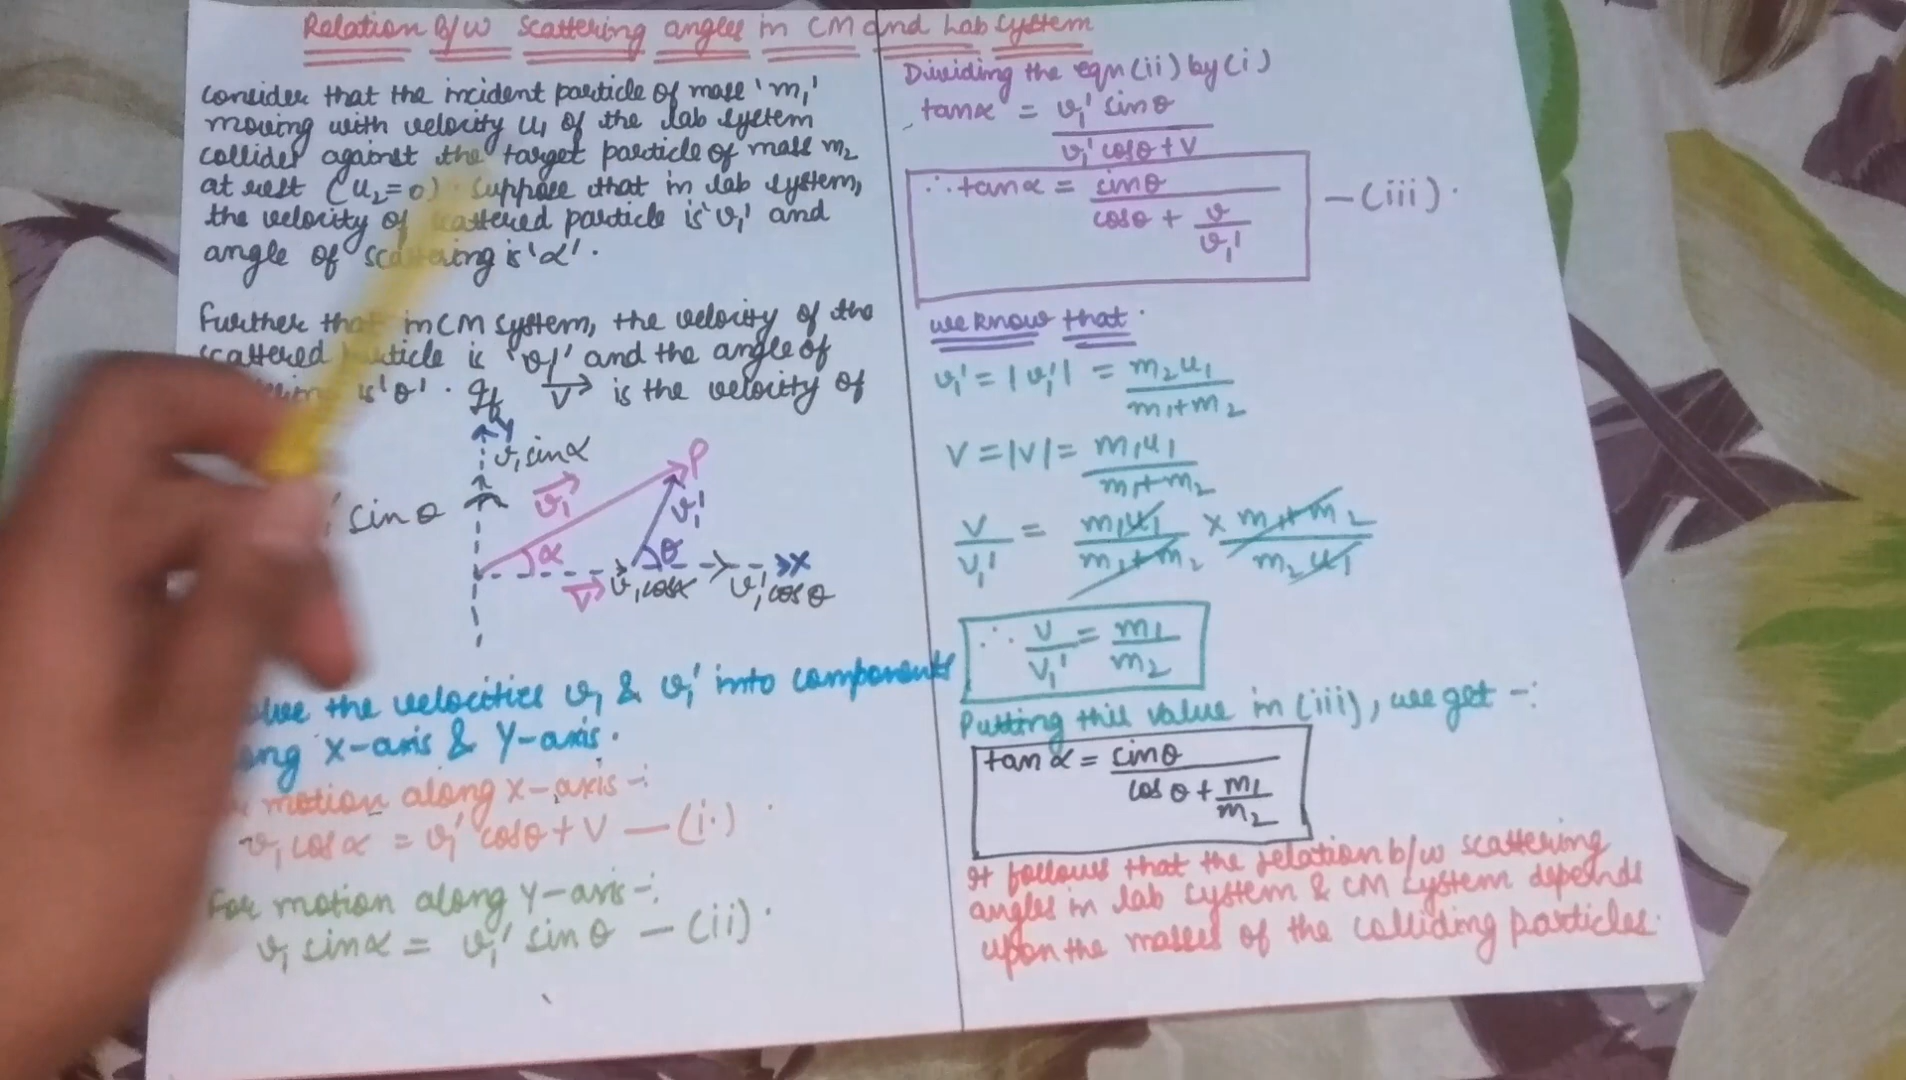 Relation B/W scattering angles in CM and Lab system
Consider that the incident particle of mass 'm₁'
moving with velocity u₁ of the lab system
collides against the target particle of mass m₂
at rest (u₂=0). Suppose that in lab system,
the velocity of scattered particle is 'v₁' and
angle of scattering is 'α'.
Further that in CM system, the velocity of the
scattered particle is 'v₁'' and the angle of
is 'θ'. If V⃗ is the velocity of
Y
v₁ sinα
P
v⃗₁
v₁'
sinθ
α
θ
X
V⃗
v₁cosα
v₁'cosθ
the velocities v₁ & v₁' into components
X-axis & Y-axis.
motion along X-axis -:
v₁cosα = v₁'cosθ + V — (i.)
For motion along Y-axis -:
v₁ sinα = v₁' sinθ — (ii).
Dividing the eqn (ii) by (i)
tanα = v₁' sinθ / v₁' cosθ + V
∴ tanα = sinθ / cosθ + v/v₁' — (iii).
we know that.
v₁' = |v₁'| = m₂u₁ / m₁+m₂
V = |V| = m₁u₁ / m₁+m₂
V/v₁' = m₁u₁ / m₁+m₂ × m₁+m₂ / m₂u₁
∴ V/V₁' = m₁/m₂
Putting this value in (iii), we get -:
tanα = sinθ / cosθ + m₁/m₂
It follows that the relation b/w scattering
angles in lab system & CM system depends
upon the masses of the colliding particles.